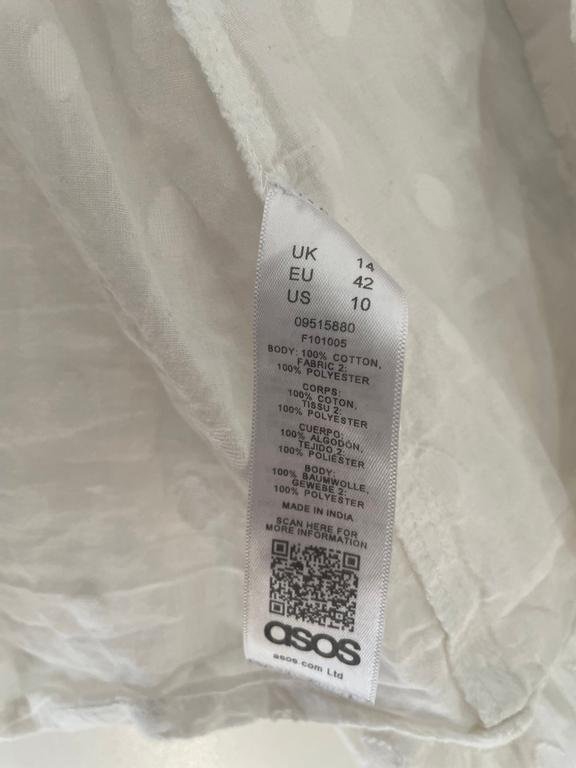 UK 14
EU 42
US 10
09515880
F101005
BODY: 100% COTTON,
FABRIC 2:
100% POLYESTER
CORPS:
100% COTON,
TISSU 2:
100% POLYESTER
CUERPO:
100% ALGODÓN,
TEJIDO 2:
100% POLIÉSTER
BODY:
100% BAUMWOLLE,
GEWEBE 2:
100% POLYESTER
MADE IN INDIA
SCAN HERE FOR
MORE INFORMATION
asos
asos.com Ltd